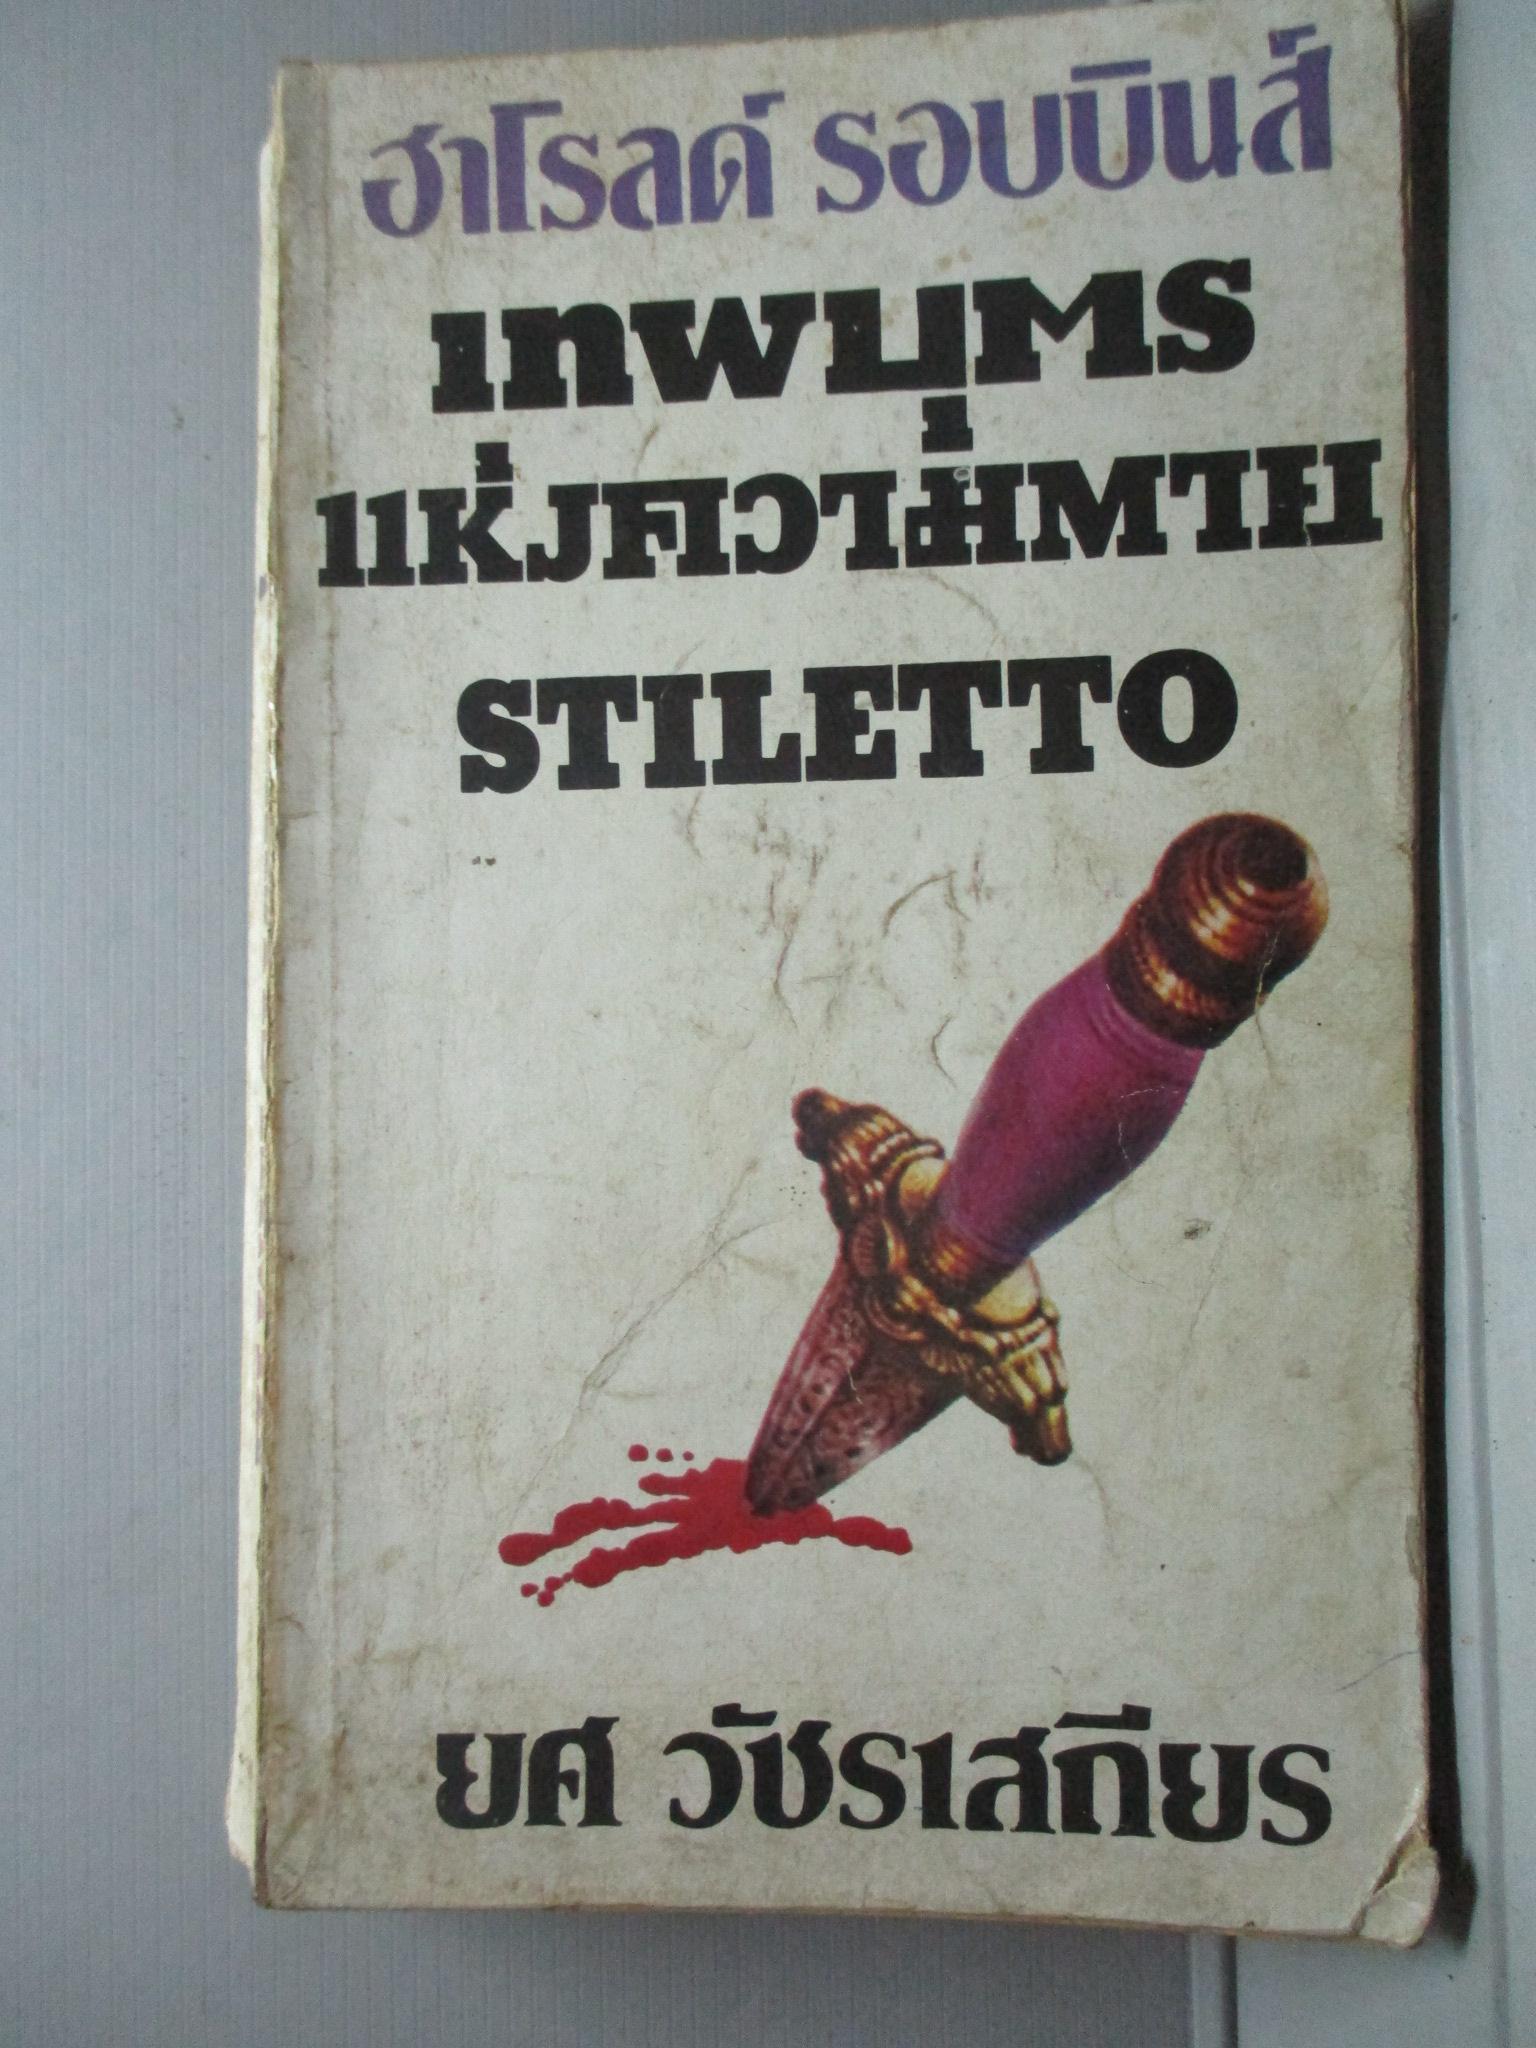 ฮาโรลด์ รอบบินส์
เทพบุตร
แห่งความตาย
STILETTO
ยศ วัชรเสถียร